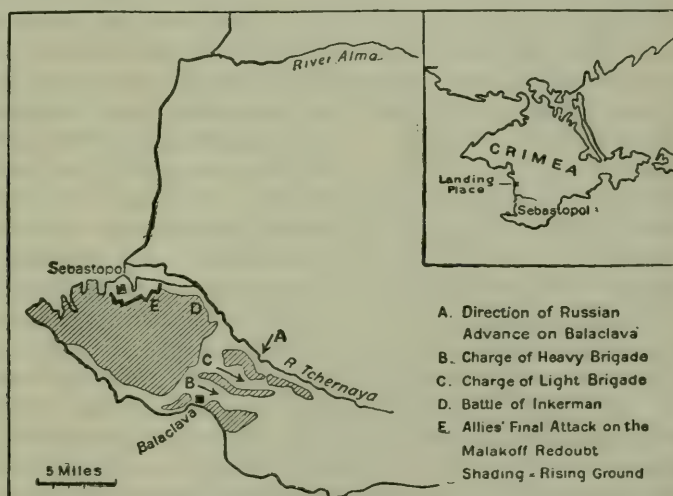 River Alma
CRIMEA
Landing
Place
Sebastopol
Sebastopol
E
D
A
R Tchernaya
C
B
Balaclava
5 Miles
A. Direction of Russian
Advance on Balaclava
B. Charge of Heavy Brigade
C. Charge of Light Brigade
D. Battle of Inkerman
E. Allies' Final Attack on the
Malakoff Redoubt
Shading = Rising Ground